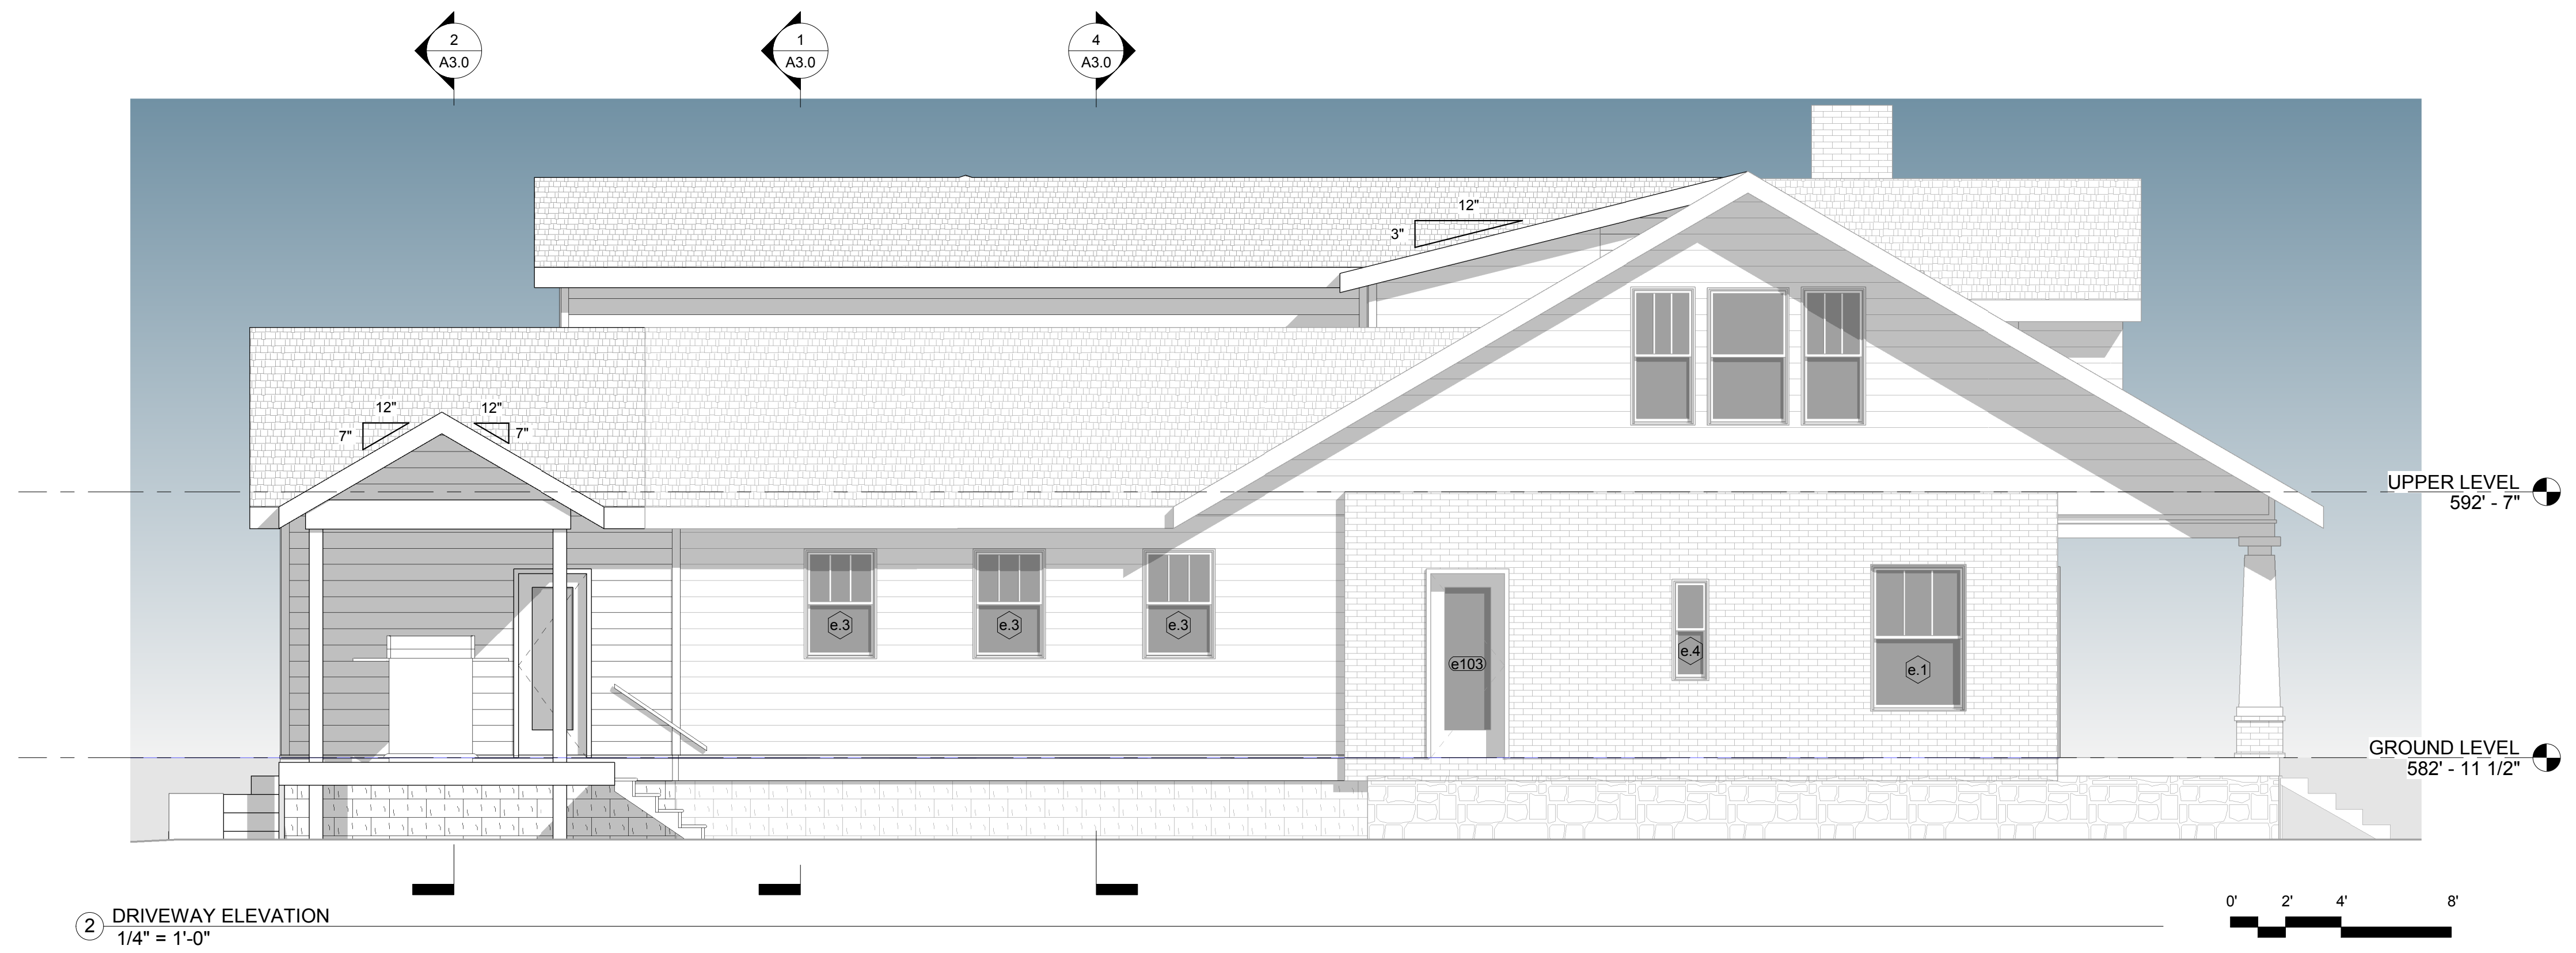 2
A3.0
1
A3.0
4
A3.0
12"
3"
12"
7"
12"
7"
UPPER LEVEL
592' - 7"
e.3
e.3
e.3
e.4
e103
e.1
GROUND LEVEL
582' - 11 1/2"
2
DRIVEWAY ELEVATION
1/4" = 1'-0"
0'
2'
4'
8'